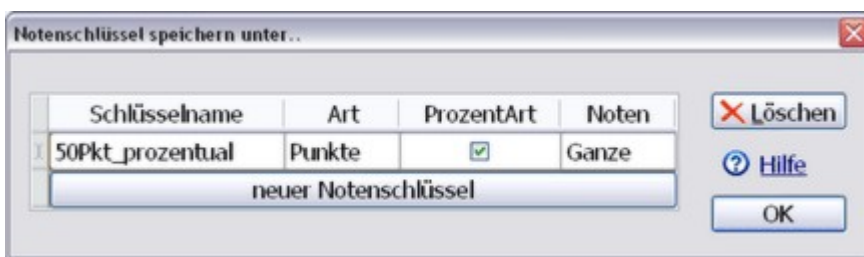 Notenschlüssel speichern unter..
Schlüsselname Art ProzentArt Noten
50Pkt_prozentual Punkte Ganze
neuer Notenschlüssel
Löschen
Hilfe
OK